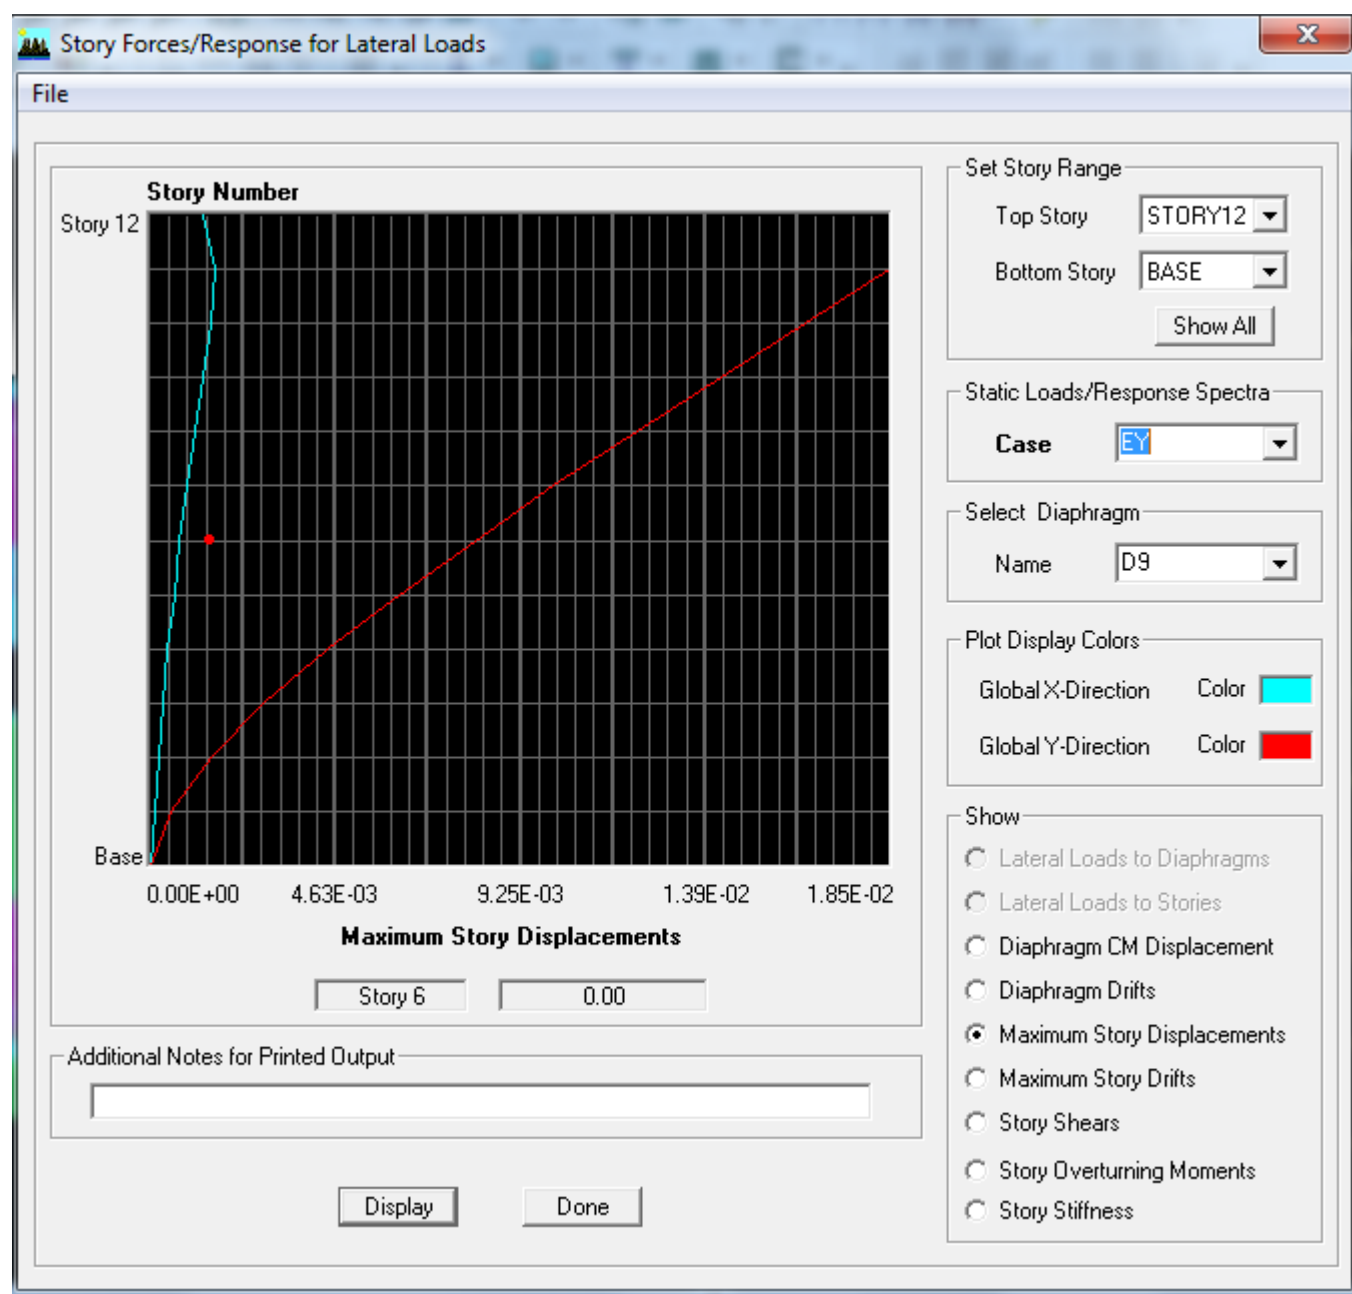 Story Forces/Response for Lateral Loads
File
Story Number
Story 12
Base
0.00E+00 4.63E-03 9.25E-03 1.39E-02 1.85E-02
Maximum Story Displacements
Story 6 0.00
Additional Notes for Printed Output
Display Done
Set Story Range
Top Story STORY12
Bottom Story BASE
Show All
Static Loads/Response Spectra
Case EY
Select Diaphragm
Name D9
Plot Display Colors
Global X-Direction Color
Global Y-Direction Color
Show
Lateral Loads to Diaphragms
Lateral Loads to Stories
Diaphragm CM Displacement
Diaphragm Drifts
Maximum Story Displacements
Maximum Story Drifts
Story Shears
Story Overturning Moments
Story Stiffness